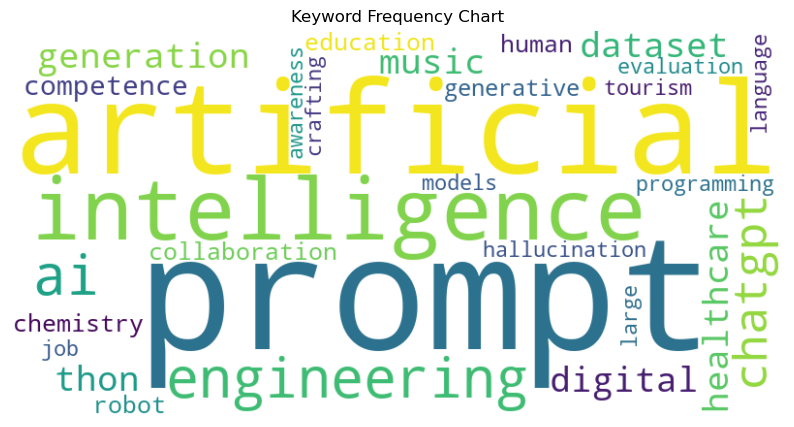 Keyword Frequency Chart
generation
education
music
human
dataset
language
competence
awareness
crafting
generative
evaluation
tourism
artificial
intelligence
models
programming
collaboration
hallucination
ai
prompt
large
healthcare
chatgpt
chemistry
job
thon
engineering
digital
robot